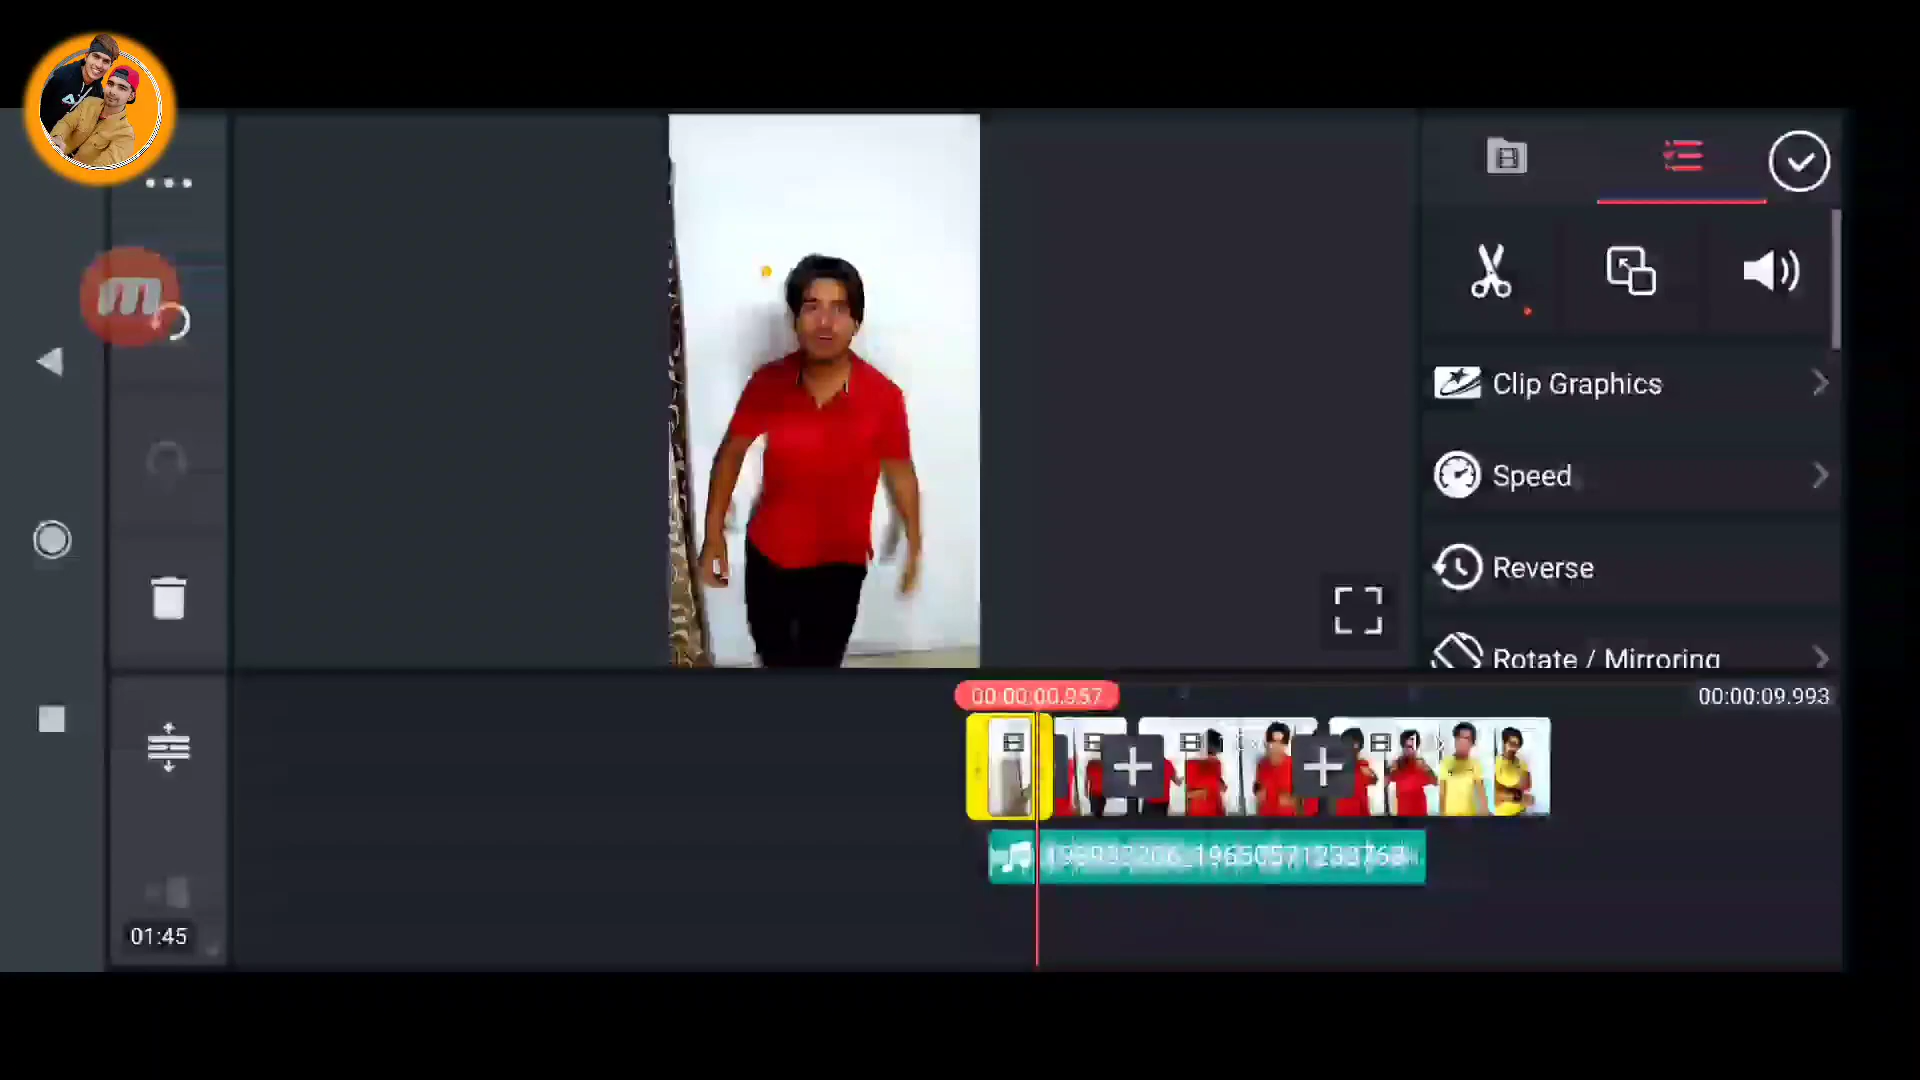 m
Clip Graphics
Speed
Reverse
Rotate / Mirroring
00:00:00.957
00:00:09.993
01:45